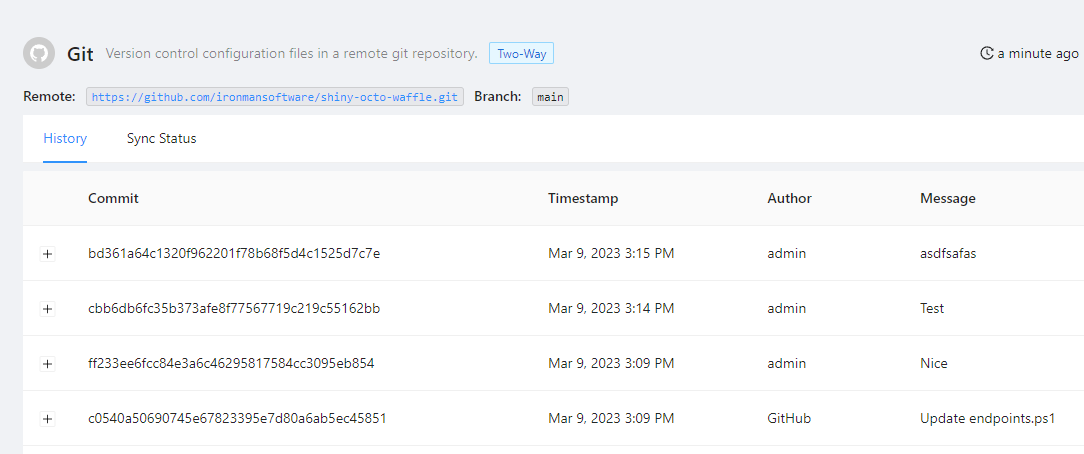 Git Version control configuration files in a remote git repository. Two-Way a minute ago
Remote: https://github.com/ironmansoftware/shiny-octo-waffle.git Branch: main
History Sync Status
Commit Timestamp Author Message
bd361a64c1320f962201f78b68f5d4c1525d7c7e Mar 9, 2023 3:15 PM admin asdfsafas
cbb6db6fc35b373afe8f77567719c219c55162bb Mar 9, 2023 3:14 PM admin Test
ff233ee6fcc84e3a6c46295817584cc3095eb854 Mar 9, 2023 3:09 PM admin Nice
c0540a50690745e67823395e7d80a6ab5ec45851 Mar 9, 2023 3:09 PM GitHub Update endpoints.ps1